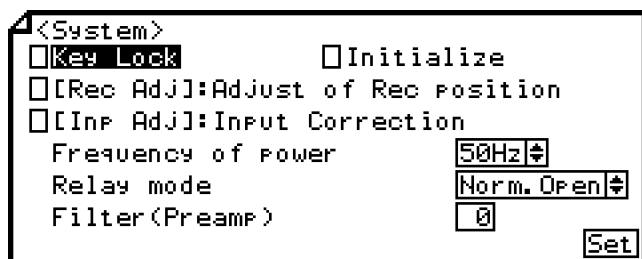 <System>
Key Lock Initialize
[Rec Adj]:Adjust of Rec position
[Inp Adj]:Input Correction
Frequency of power 50Hz
Relay mode Norm.Open
Filter(Preamp) 0
Set